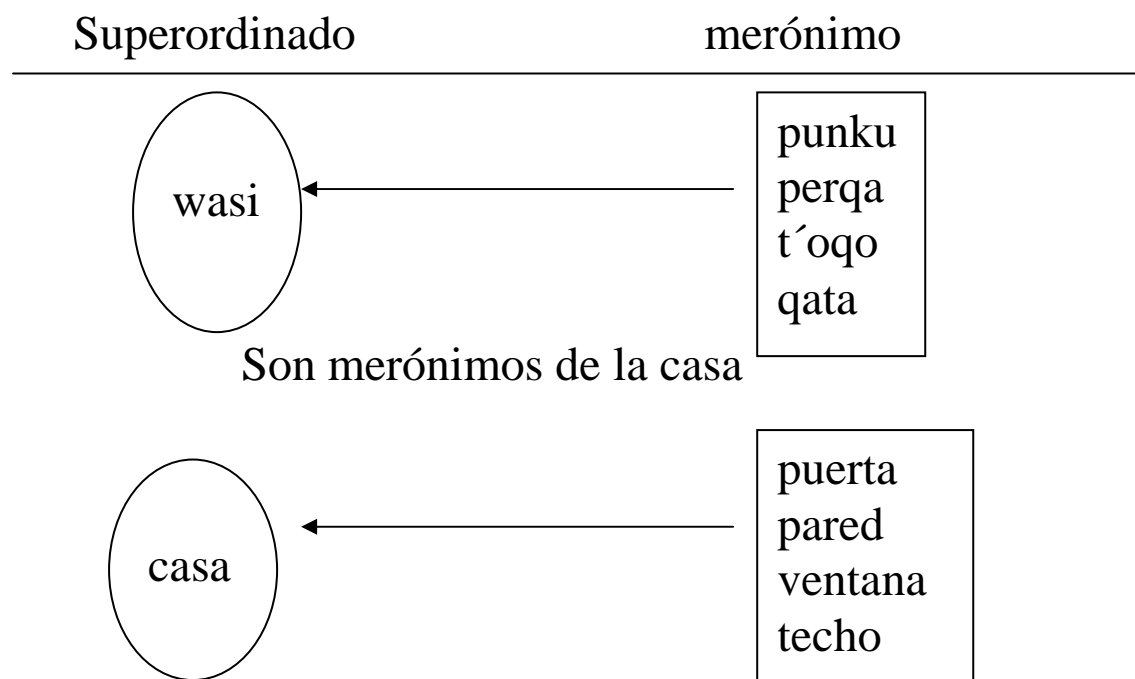 Superordinado merónimo
wasi
punku
perqa
t´oqo
qata
Son merónimos de la casa
casa
puerta
pared
ventana
techo